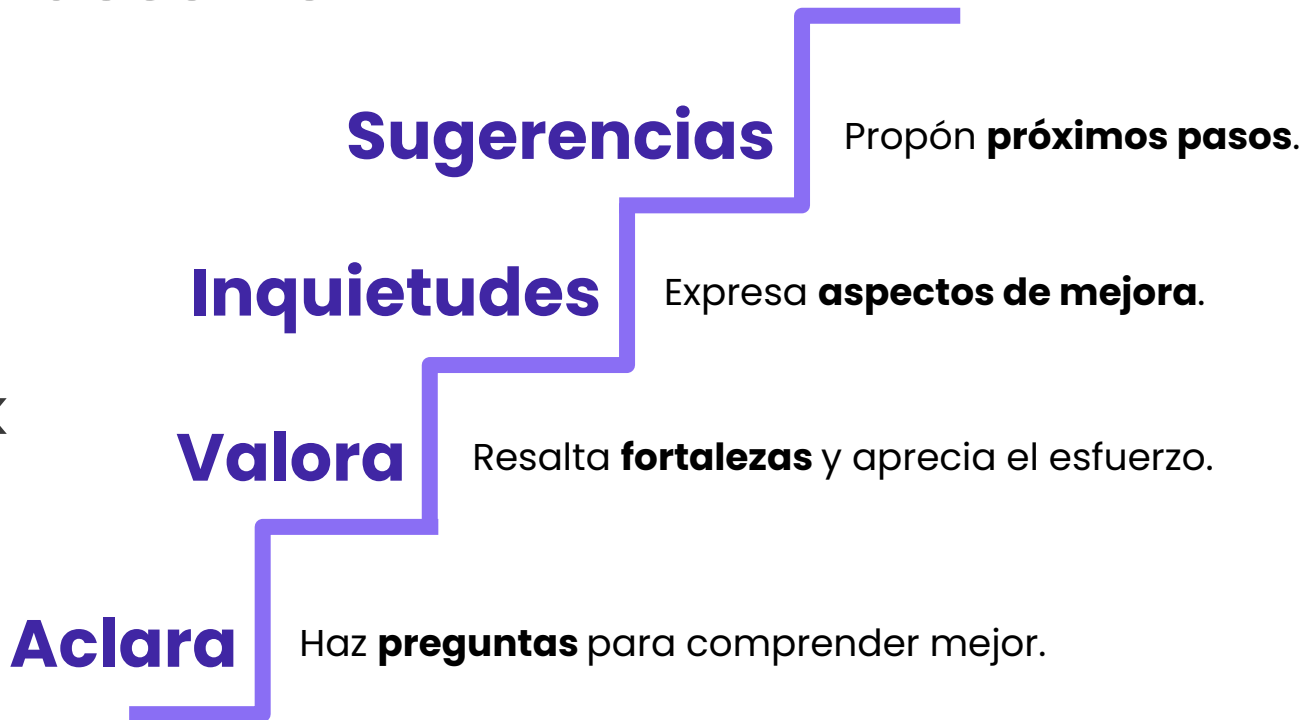 Sugerencias
Propón próximos pasos.
Inquietudes
Expresa aspectos de mejora.
Valora
Resalta fortalezas y aprecia el esfuerzo.
Aclara
Haz preguntas para comprender mejor.